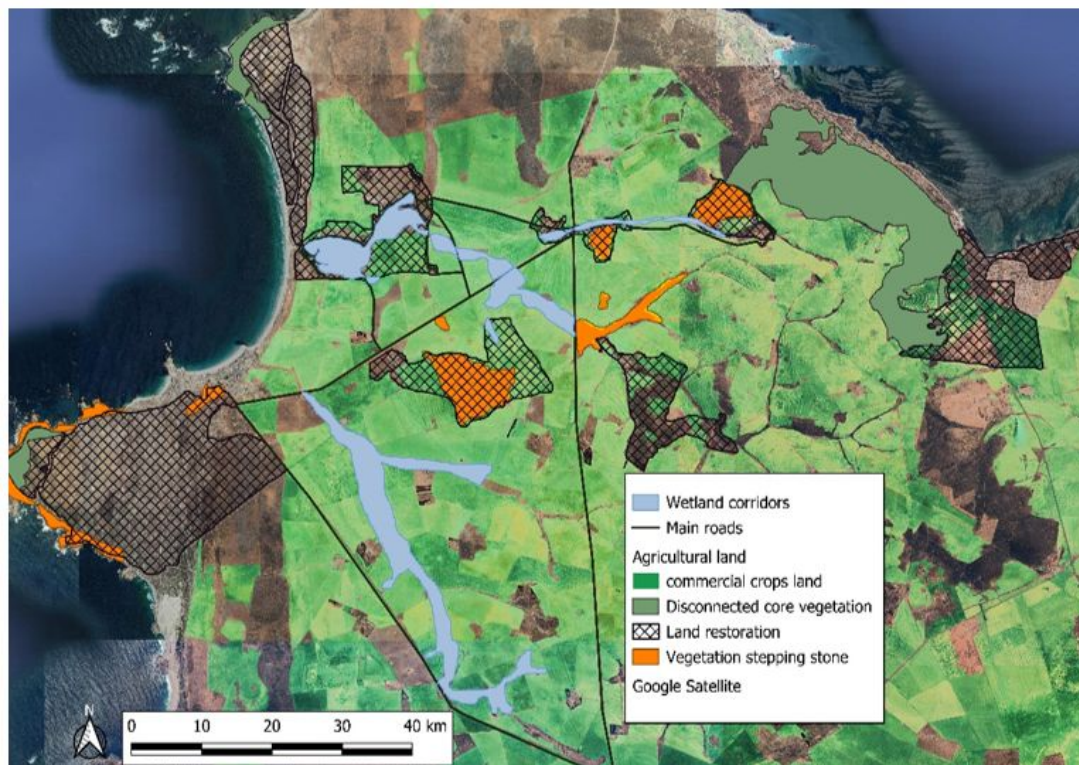 Wetland corridors
Main roads
Agricultural land
commercial crops land
Disconnected core vegetation
Land restoration
Vegetation stepping stone
Google Satellite
N
0 10 20 30 40 km